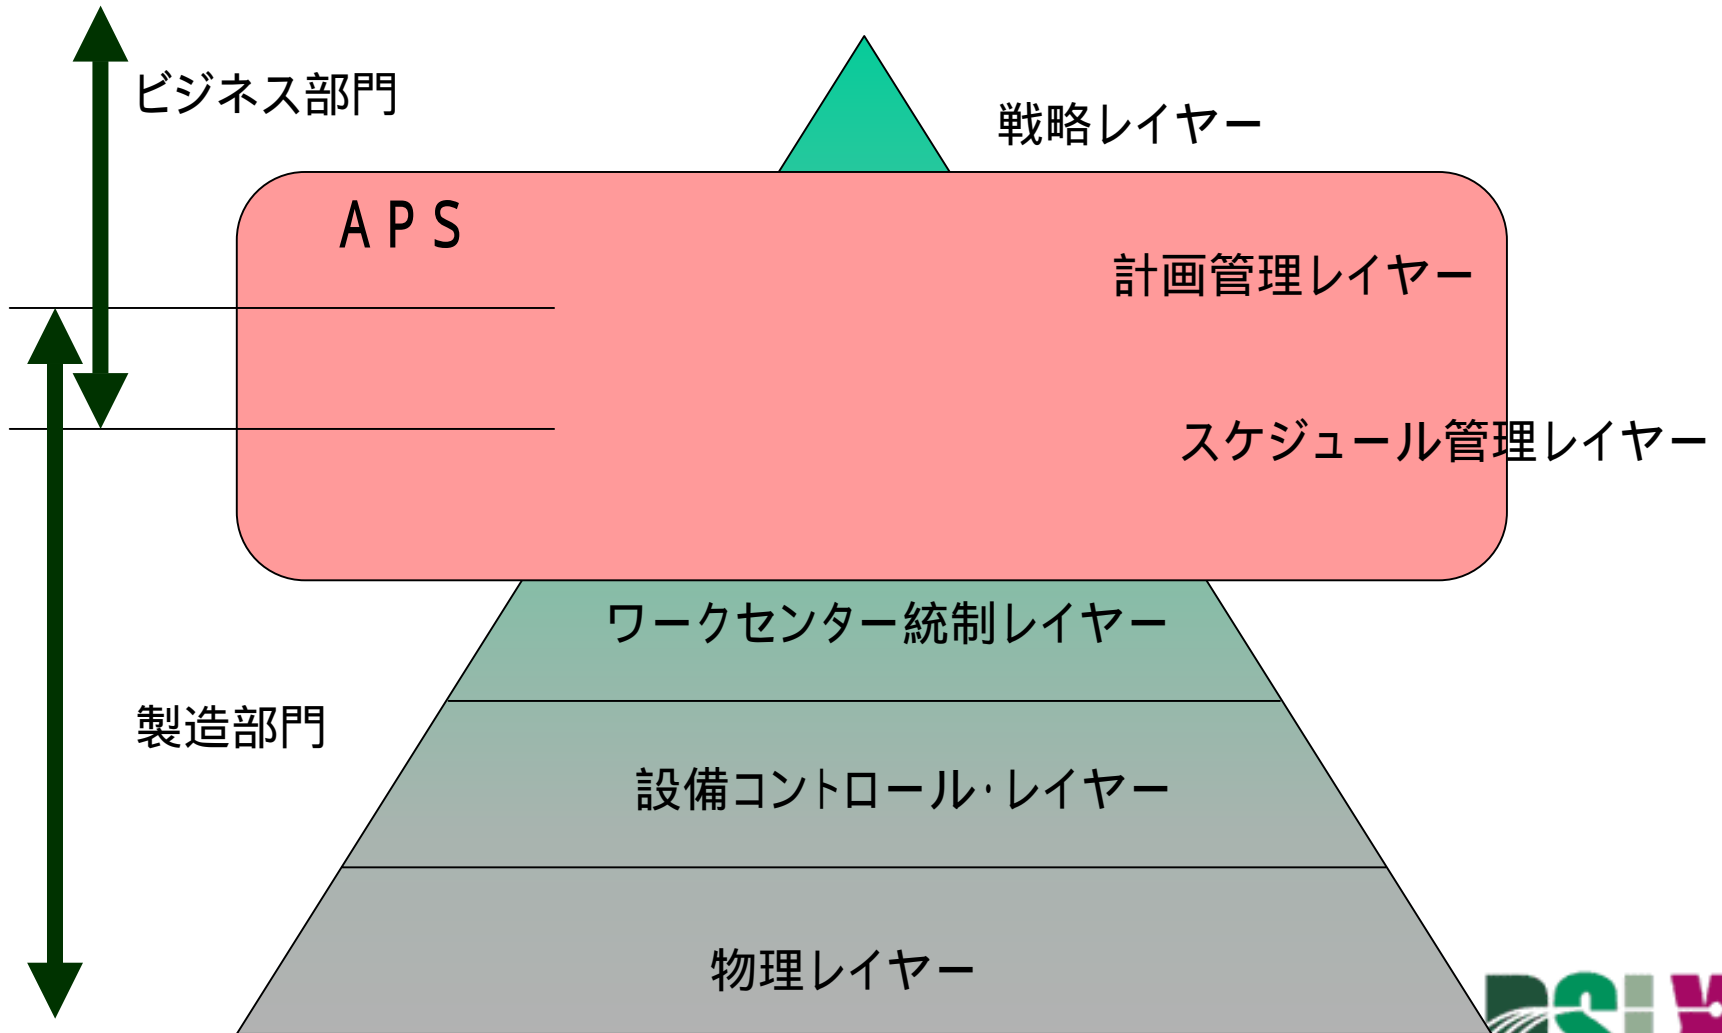 ビジネス部門
戦略レイヤー
ＡＰＳ
計画管理レイヤー
スケジュール管理レイヤー
ワークセンター統制レイヤー
製造部門
設備コントロール・レイヤー
物理レイヤー